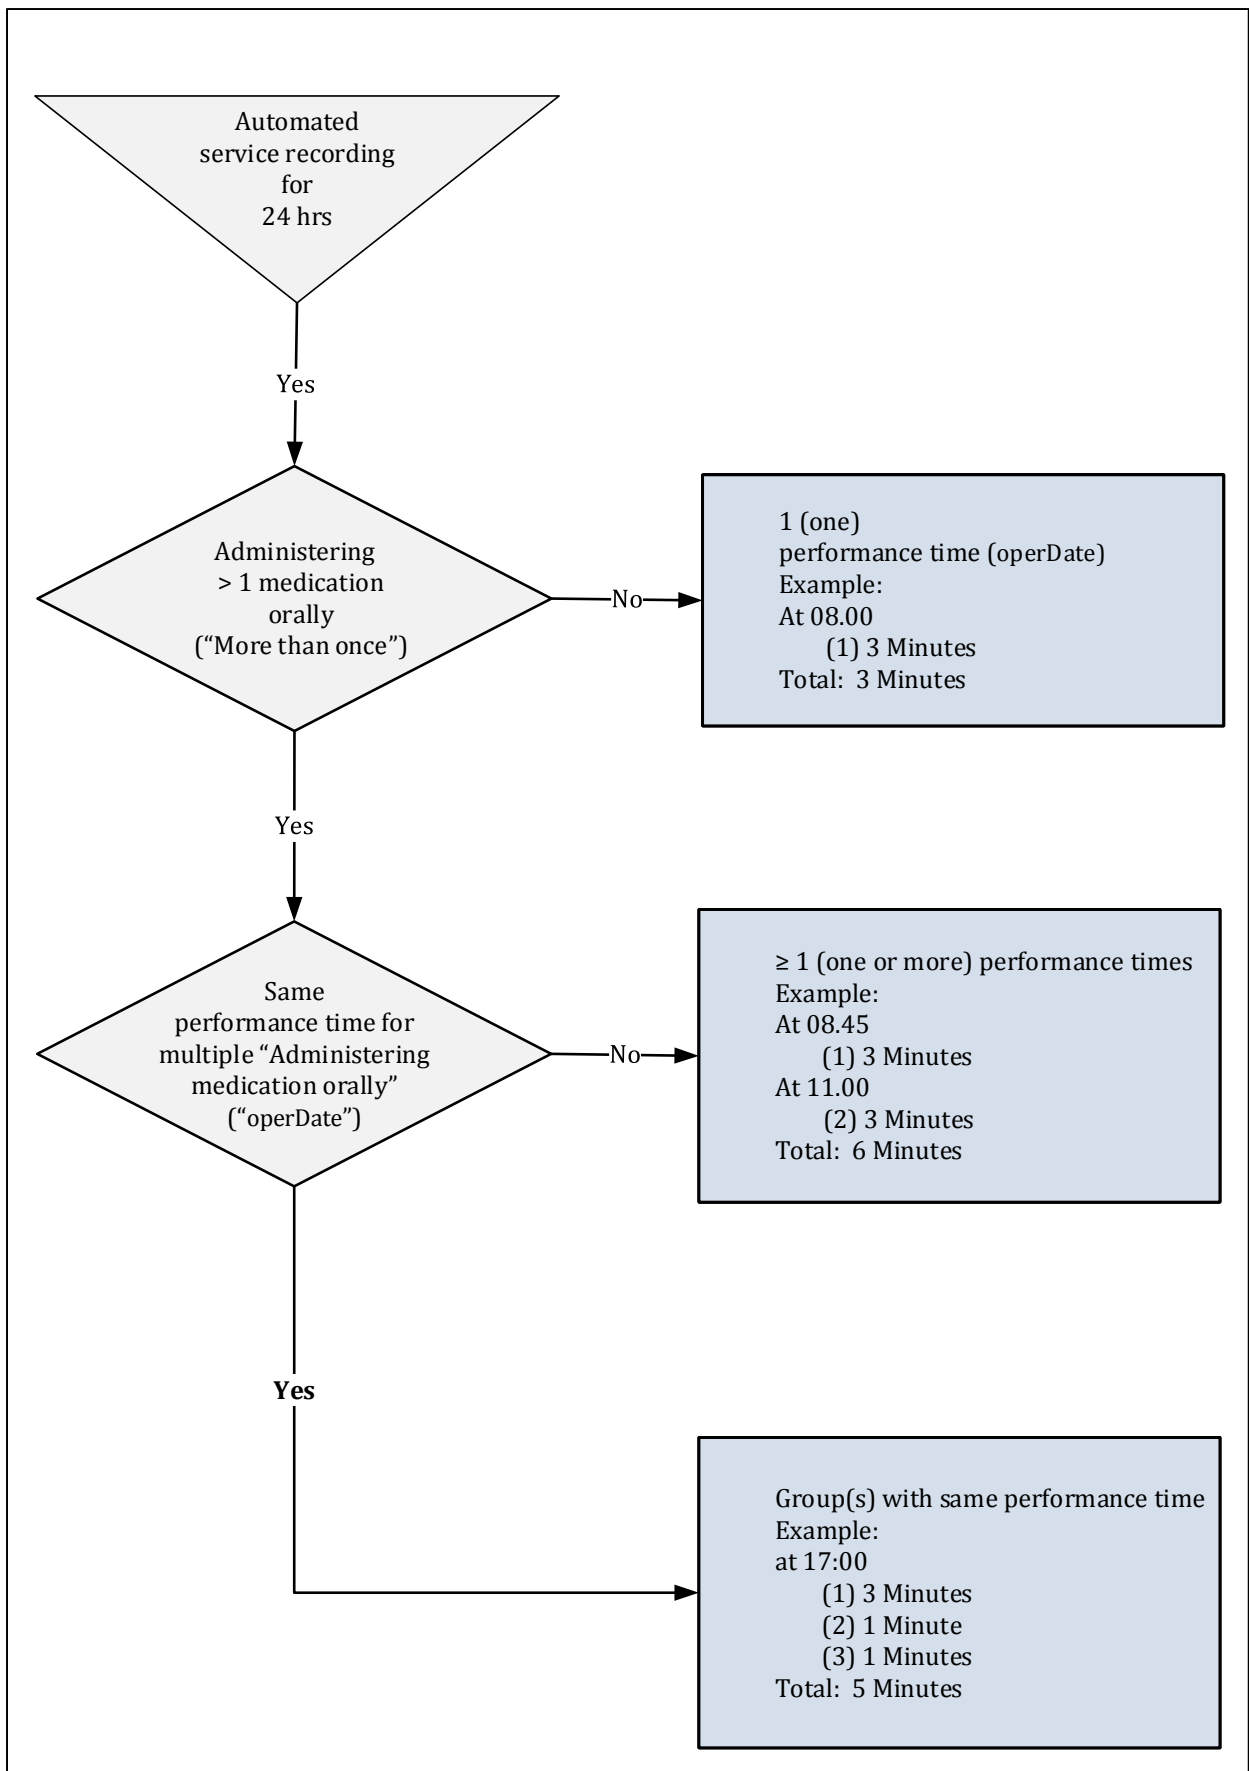 Automated
service recording
for
24 hrs
Yes
Administering
> 1 medication
orally
(“More than once”)
No
1 (one)
performance time (operDate)
Example:
At 08.00
(1) 3 Minutes
Total:  3 Minutes
Yes
Same
performance time for
multiple “Administering
medication orally”
(“operDate”)
No
≥ 1 (one or more) performance times
Example:
At 08.45
(1) 3 Minutes
At 11.00
(2) 3 Minutes
Total:  6 Minutes
Yes
Group(s) with same performance time
Example:
at 17:00
(1) 3 Minutes
(2) 1 Minute
(3) 1 Minutes
Total:  5 Minutes